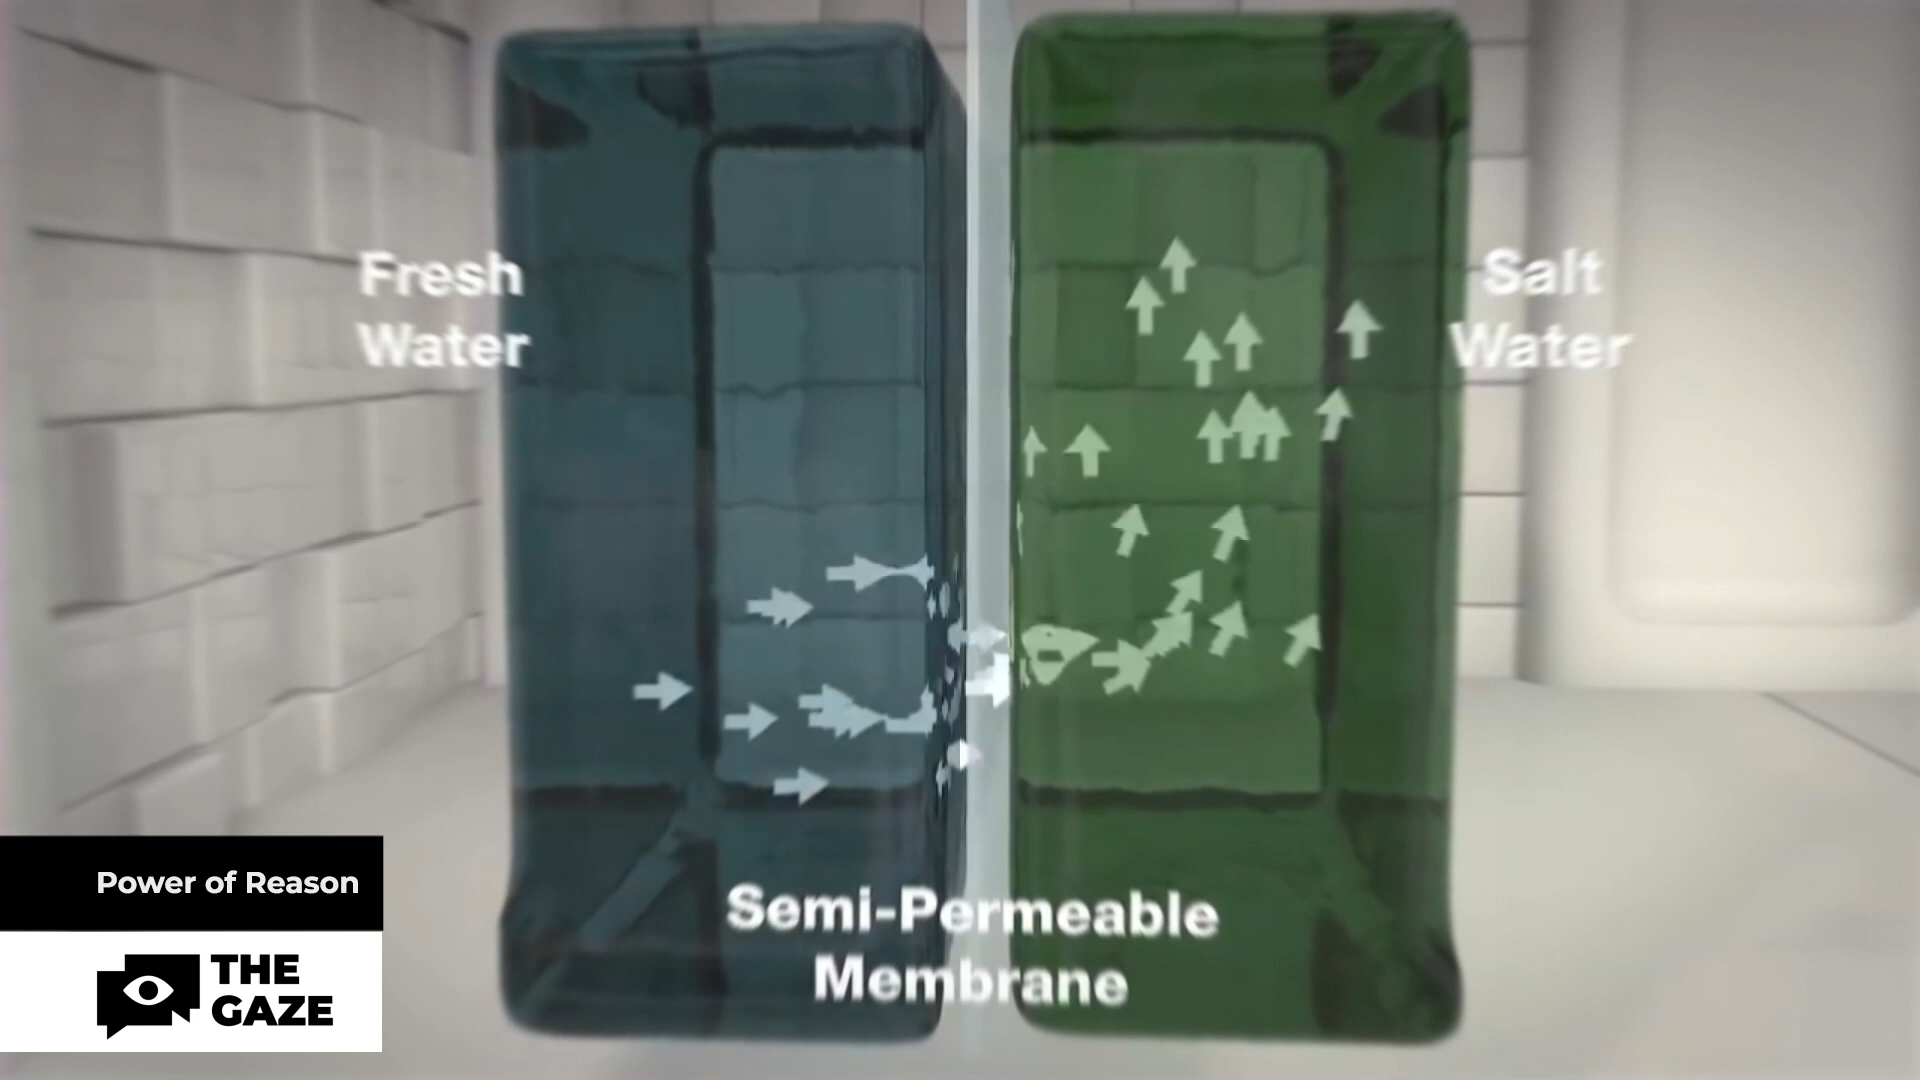 Fresh
Water
Salt
Water
Semi-Permeable
Membrane
Power of Reason
THE
GAZE